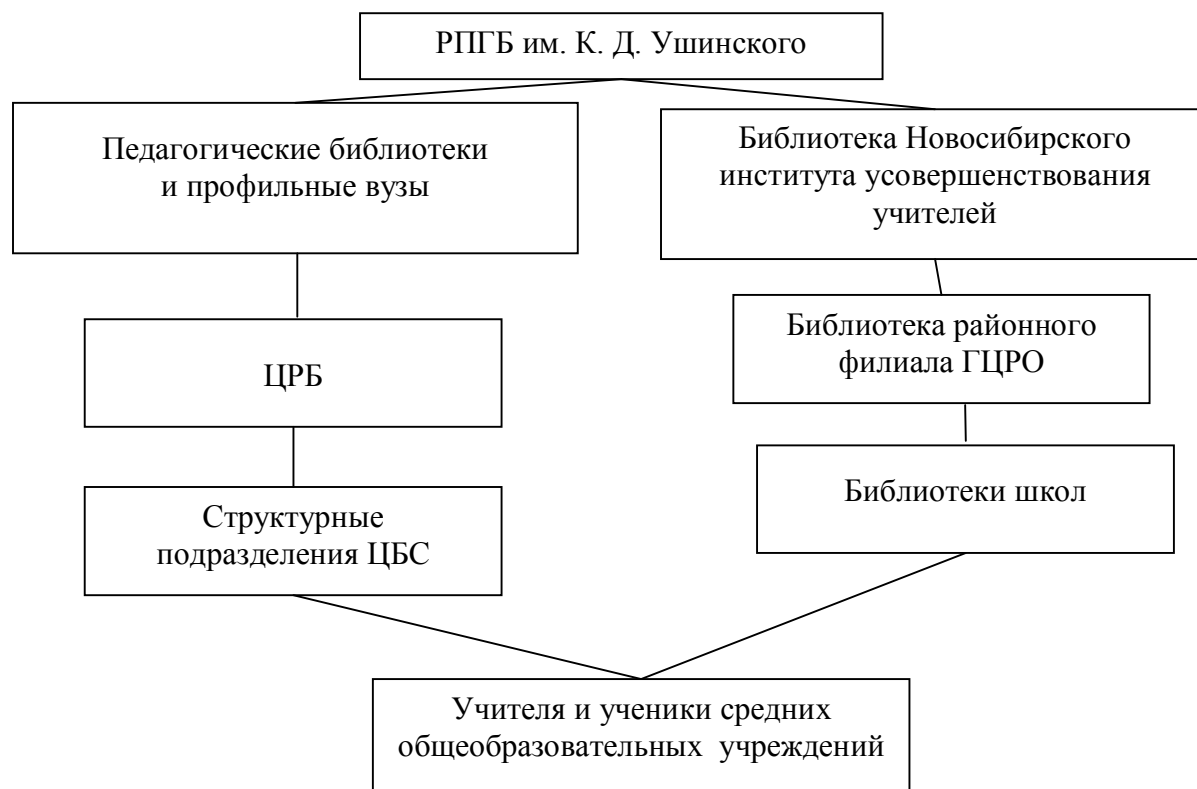 РПГБ им. К. Д. Ушинского
Педагогические библиотеки
и профильные вузы
Библиотека Новосибирского
института усовершенствования
учителей
ЦРБ
Библиотека районного
филиала ГЦРО
Структурные
подразделения ЦБС
Библиотеки школ
Учителя и ученики средних
общеобразовательных учреждений